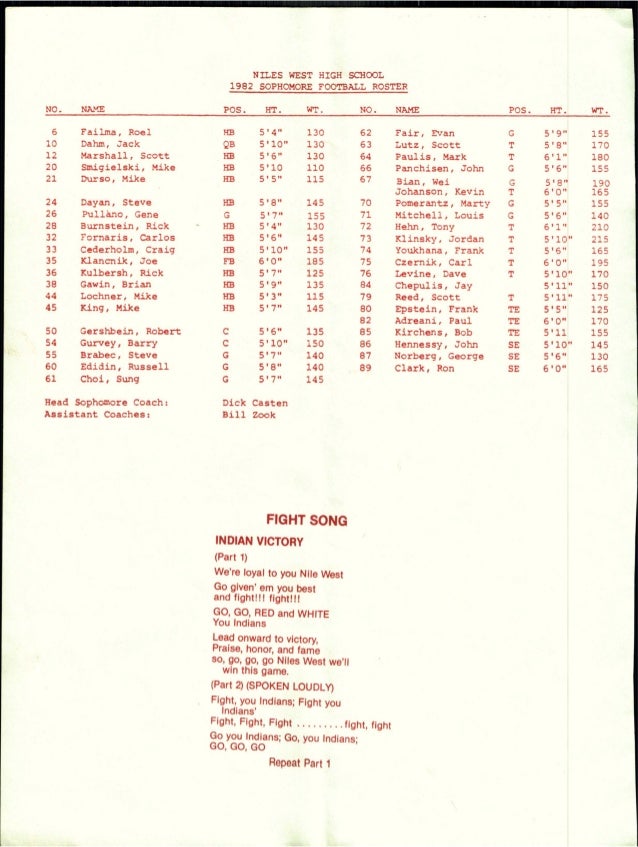 NILES WEST HIGH SCHOOL
1982 SOPHOMORE FOOTBALL ROSTER
NO. NAME POS. HT. WT. NO. NAME POS. HT. WT.
6 Failma, Roel HB 5'4" 130 62 Fair, Evan G 5'9" 155
10 Dahm, Jack QB 5'10" 130 63 Lutz, Scott T 5'8" 170
12 Marshall, Scott HB 5'6" 130 64 Paulis, Mark T 6'1" 180
20 Smigielski, Mike HB 5'10 110 66 Panchisen, John G 5'6" 155
21 Durso, Mike HB 5'5" 115 67 Bian, Wei G 5'8" 190
Johanson, Kevin T 6'0" 165
24 Dayan, Steve HB 5'8" 145 70 Pomerantz, Marty G 5'5" 155
26 Pullano, Gene G 5'7" 155 71 Mitchell, Louis G 5'6" 140
28 Burnstein, Rick HB 5'4" 130 72 Hehn, Tony T 6'1" 210
32 Fornaris, Carlos HB 5'6" 145 73 Klinsky, Jordan T 5'10" 215
33 Cederholm, Craig HB 5'10" 155 74 Youkhana, Frank T 5'6" 165
35 Klancnik, Joe FB 6'0" 185 75 Czernik, Carl T 6'0" 195
36 Kulbersh, Rick HB 5'7" 125 76 Levine, Dave T 5'10" 170
38 Gawin, Brian HB 5'9" 135 84 Chepulis, Jay 5'11" 150
44 Lochner, Mike HB 5'3" 115 79 Reed, Scott T 5'11" 175
45 King, Mike HB 5'7" 145 80 Epstein, Frank TE 5'5" 125
82 Adreani, Paul TE 6'0" 170
50 Gershbein, Robert C 5'6" 135 85 Kirchens, Bob TE 5'11 155
54 Gurvey, Barry C 5'10" 150 86 Hennessy, John SE 5'10" 145
55 Brabec, Steve G 5'7" 140 87 Norberg, George SE 5'6" 130
60 Edidin, Russell G 5'8" 140 89 Clark, Ron SE 6'0" 165
61 Choi, Sung G 5'7" 145
Head Sophomore Coach: Dick Casten
Assistant Coaches: Bill Zook
FIGHT SONG
INDIAN VICTORY
(Part 1)
We're loyal to you Nile West
Go given' em you best
and fight!!! fight!!!
GO, GO, RED and WHITE
You Indians
Lead onward to victory,
Praise, honor, and fame
so, go, go, go Niles West we'll
win this game.
(Part 2) (SPOKEN LOUDLY)
Fight, you Indians; Fight you
Indians'
Fight, Fight, Fight .........fight, fight
Go you Indians; Go, you Indians;
GO, GO, GO
Repeat Part 1